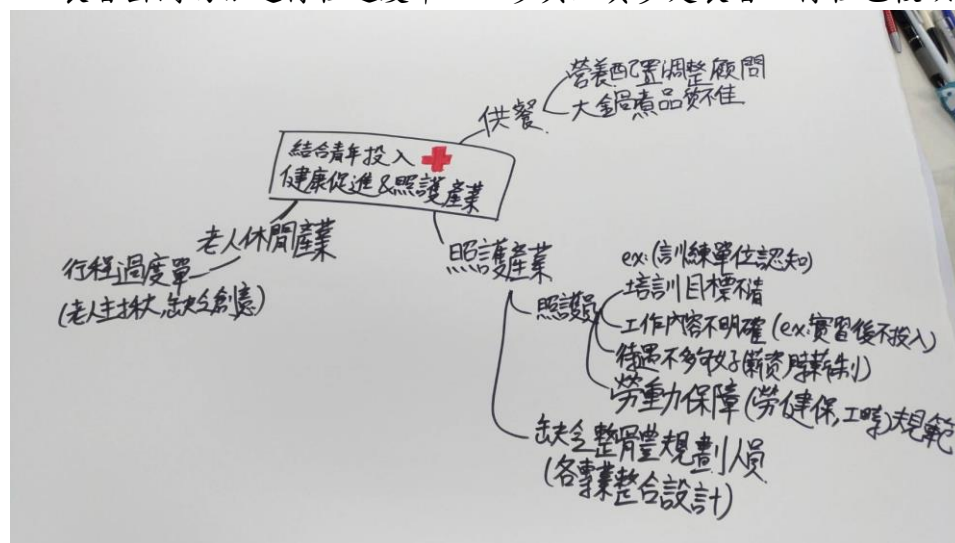 營養配置調整顧問
供餐
大鍋煮品質不佳
結合青年投入
健康促進&照護產業
老人休閒產業
行程過度單一
(老人主揪,缺乏創意)
照護產業
ex:(訓練單位認知)
照護員
培訓目標不清
工作內容不明確(ex:實習後不投入)
待遇不夠好(薪資時薪制)
勞動保障(勞健保,工時)規範
缺乏整體規劃人員
(各專業整合設計)